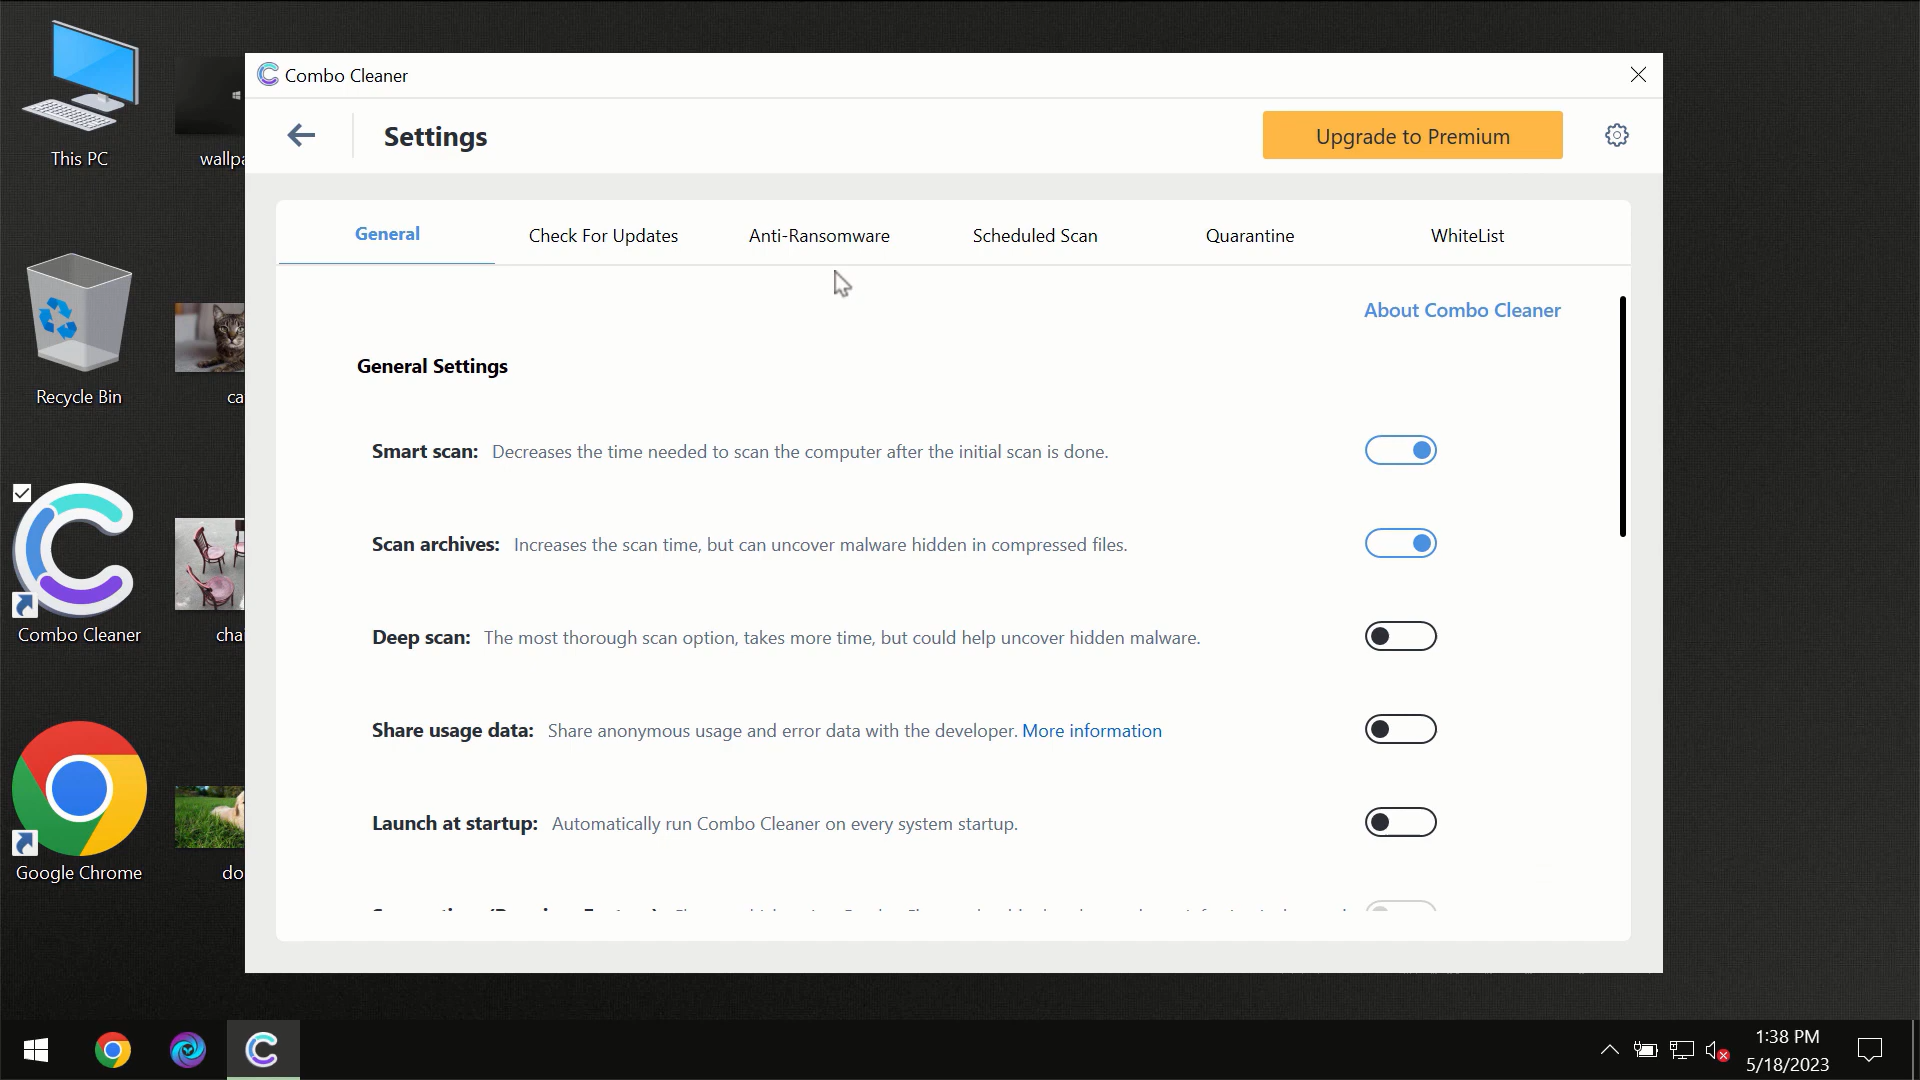 Combo Cleaner
Settings
Upgrade to Premium
General
Check For Updates
Anti-Ransomware
Scheduled Scan
Quarantine
WhiteList
About Combo Cleaner
General Settings
Smart scan: Decreases the time needed to scan the computer after the initial scan is done.
Scan archives: Increases the scan time, but can uncover malware hidden in compressed files.
Deep scan: The most thorough scan option, takes more time, but could help uncover hidden malware.
Share usage data: Share anonymous usage and error data with the developer. More information
Launch at startup: Automatically run Combo Cleaner on every system startup.
This PC
wallpa
Recycle Bin
ca
Combo Cleaner
chai
Google Chrome
do
1:38 PM
5/18/2023